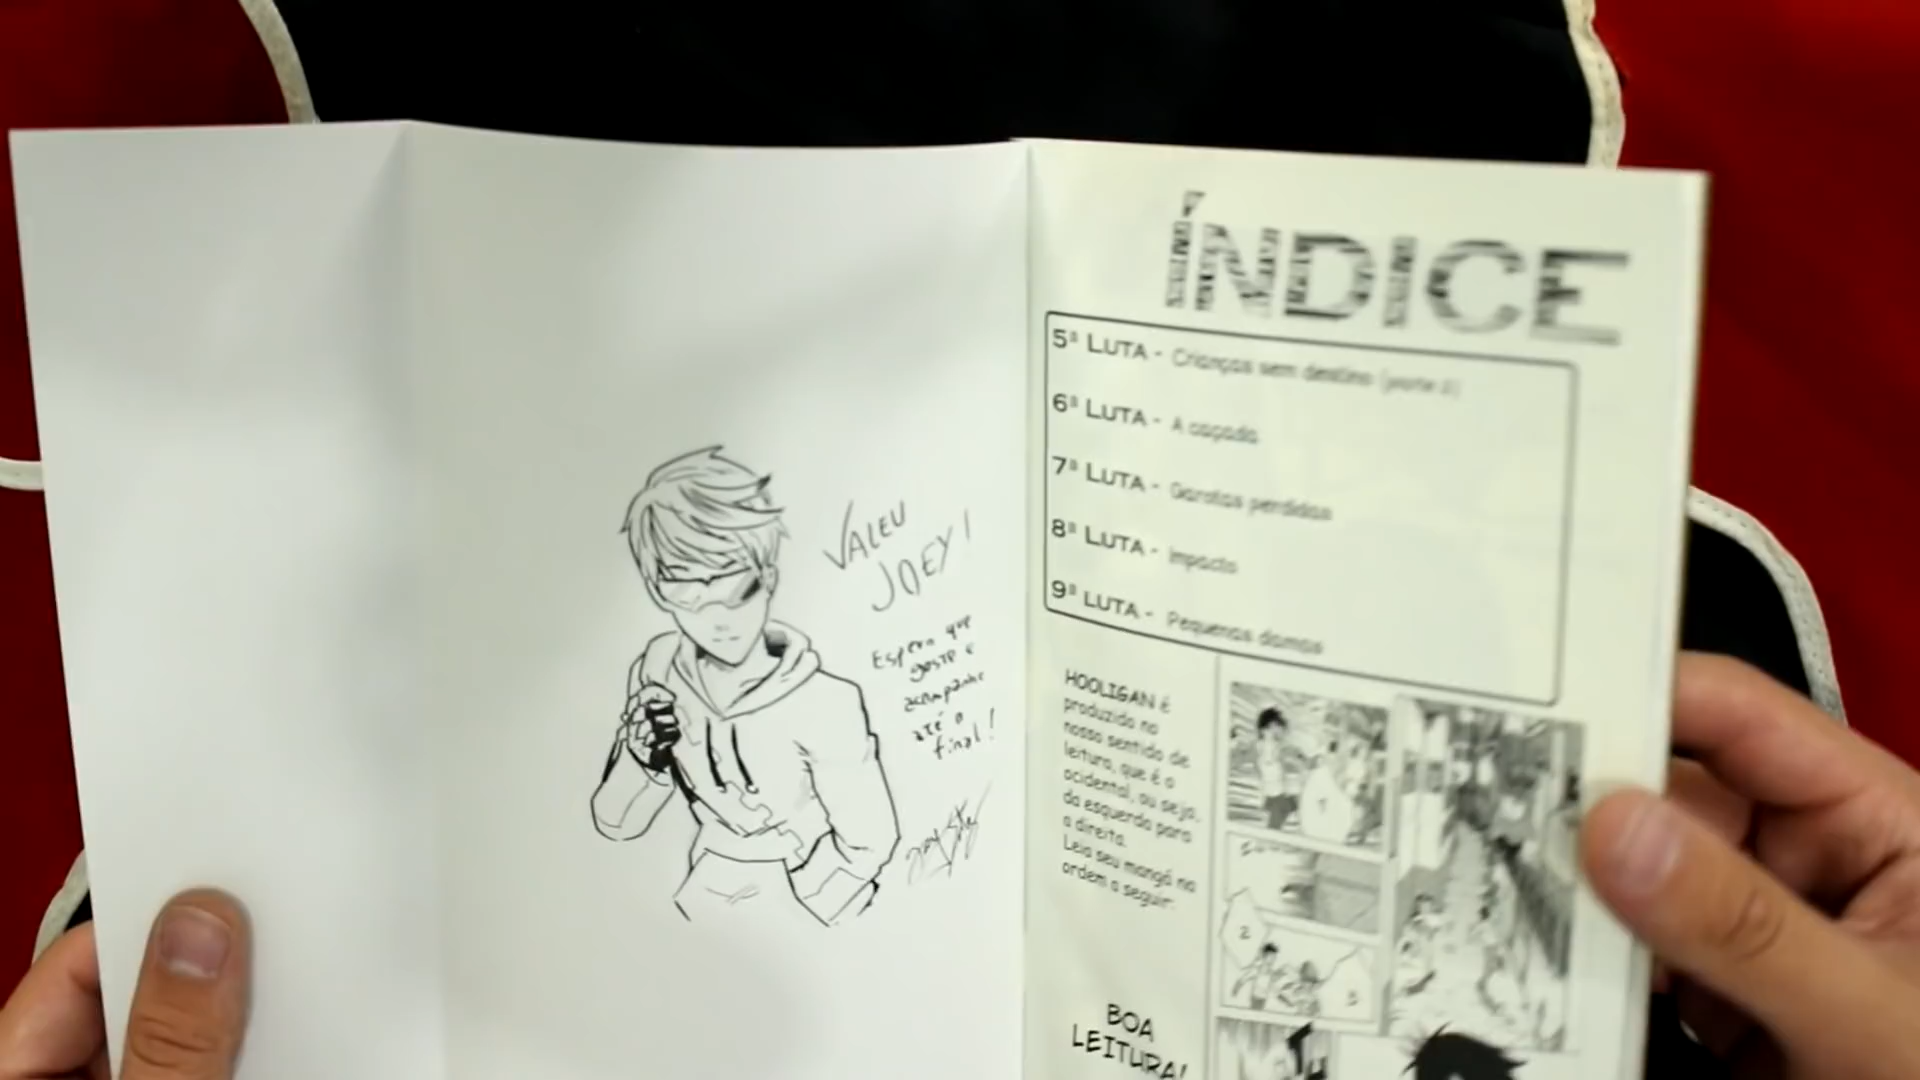 VALEU
JOEY!
Espero que
goste e
acompanhe
até o
final!
ÍNDICE
5ª LUTA - Crianças sem destino
6ª LUTA - A caçada
7ª LUTA - Garotas perdidas
8ª LUTA - Impacto
9ª LUTA - Pequenas damas
HOOLIGAN é
produzido no
nosso sentido de
leitura, que é o
ocidental, ou seja,
da esquerda para
a direita.
Leia seu mangá na
ordem a seguir.
1
2
3
BOA
LEITURA!